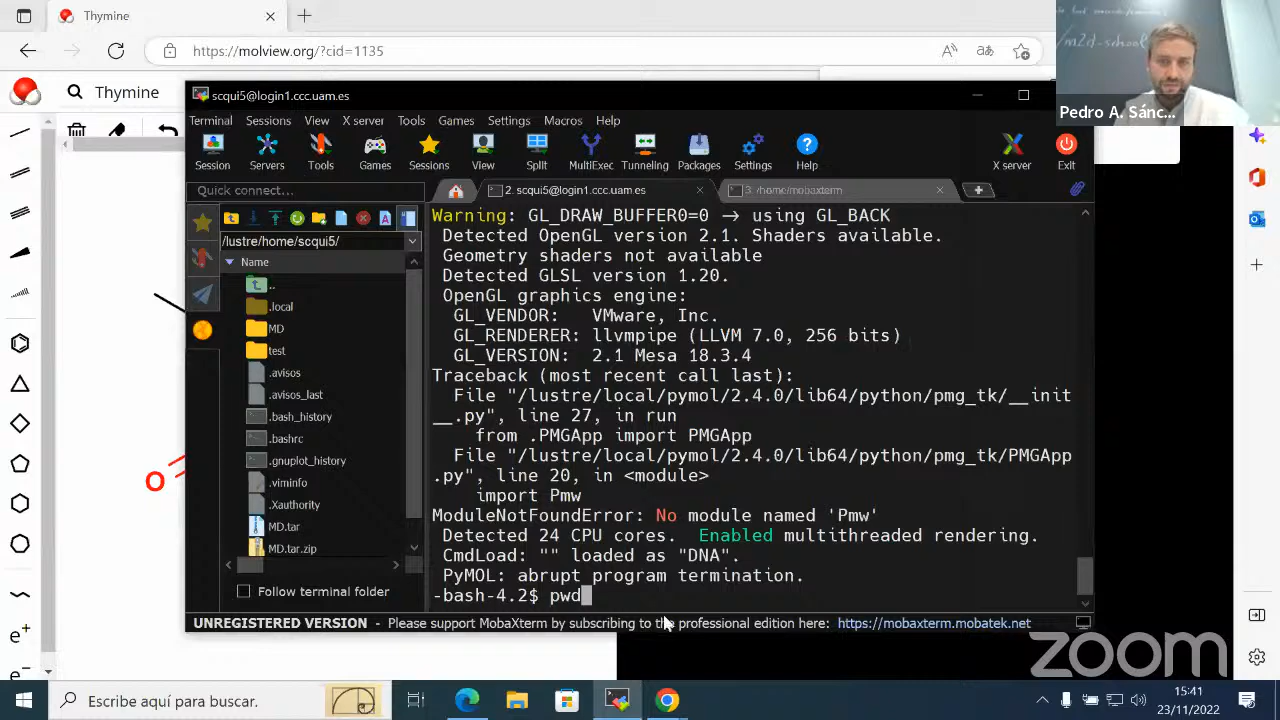 Thymine
https://molview.org/?cid=1135
Thymine
m2d-school
Pedro A. Sánc...
scqui5@login1.ccc.uam.es
Terminal Sessions View X server Tools Games Settings Macros Help
Session Servers Tools Games Sessions View Split MultiExec Tunneling Packages Settings Help X server Exit
Quick connect...
2. scqui5@login1.ccc.uam.es
3. /home/mobaxterm
/lustre/home/scqui5/
Name
..
.local
MD
test
.avisos
.avisos_last
.bash_history
.bashrc
.gnuplot_history
.viminfo
.Xauthority
MD.tar
MD.tar.zip
Follow terminal folder
Warning: GL_DRAW_BUFFER0=0 → using GL_BACK
Detected OpenGL version 2.1. Shaders available.
Geometry shaders not available
Detected GLSL version 1.20.
OpenGL graphics engine:
GL_VENDOR: VMware, Inc.
GL_RENDERER: llvmpipe (LLVM 7.0, 256 bits)
GL_VERSION: 2.1 Mesa 18.3.4
Traceback (most recent call last):
File "/lustre/local/pymol/2.4.0/lib64/python/pmg_tk/__init
__.py", line 27, in run
from .PMGApp import PMGApp
File "/lustre/local/pymol/2.4.0/lib64/python/pmg_tk/PMGApp
.py", line 20, in <module>
import Pmw
ModuleNotFoundError: No module named 'Pmw'
Detected 24 CPU cores. Enabled multithreaded rendering.
CmdLoad: "" loaded as "DNA".
PyMOL: abrupt program termination.
-bash-4.2$ pwd
UNREGISTERED VERSION - Please support MobaXterm by subscribing to the professional edition here: https://mobaxterm.mobatek.net
O
e+
e−
zoom
Escribe aquí para buscar.
15:41
23/11/2022